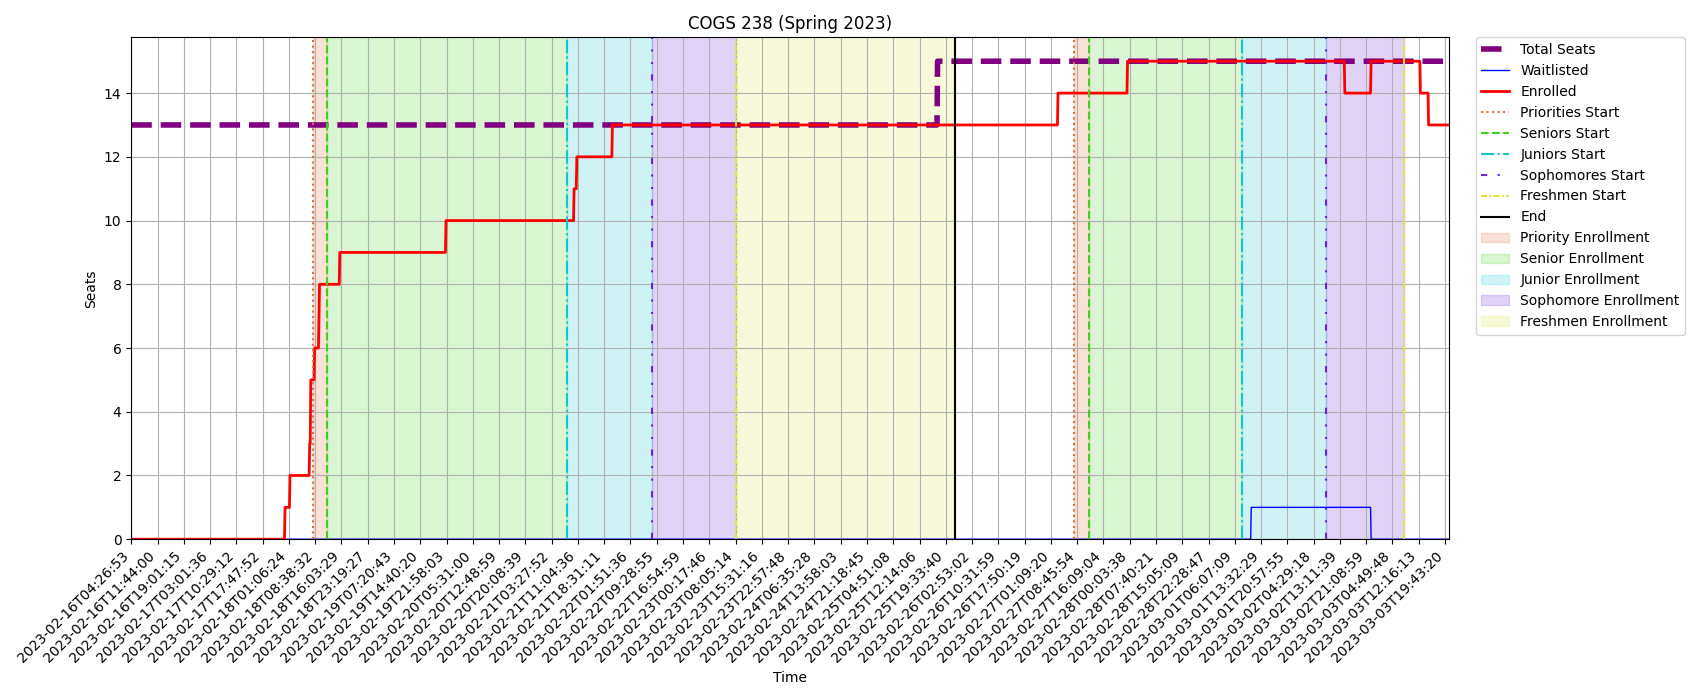 COGS 238 (Spring 2023)
Seats
14
12
10
8
6
4
2
0
2023-02-16T04:26:53
2023-02-16T11:44:00
2023-02-16T19:01:15
2023-02-17T03:01:36
2023-02-17T10:29:12
2023-02-17T17:47:52
2023-02-18T01:06:24
2023-02-18T08:38:32
2023-02-18T16:03:29
2023-02-18T23:19:27
2023-02-19T07:20:43
2023-02-19T14:40:20
2023-02-19T21:58:03
2023-02-20T05:31:00
2023-02-20T12:48:59
2023-02-20T20:08:39
2023-02-21T03:27:52
2023-02-21T11:04:36
2023-02-21T18:31:11
2023-02-22T01:51:36
2023-02-22T09:28:55
2023-02-22T16:54:59
2023-02-23T00:17:46
2023-02-23T08:05:14
2023-02-23T15:31:16
2023-02-23T22:57:48
2023-02-24T06:35:28
2023-02-24T13:58:03
2023-02-24T21:18:45
2023-02-25T04:51:08
2023-02-25T12:14:06
2023-02-25T19:33:40
2023-02-26T02:53:02
2023-02-26T10:31:59
2023-02-26T17:50:19
2023-02-27T01:09:20
2023-02-27T08:45:54
2023-02-27T16:09:04
2023-02-28T00:03:38
2023-02-28T07:40:21
2023-02-28T15:05:09
2023-02-28T22:28:47
2023-03-01T06:07:09
2023-03-01T13:32:29
2023-03-01T20:57:55
2023-03-02T04:29:18
2023-03-02T13:11:39
2023-03-02T21:08:59
2023-03-03T04:49:48
2023-03-03T12:16:13
2023-03-03T19:43:20
Time
Total Seats
Waitlisted
Enrolled
Priorities Start
Seniors Start
Juniors Start
Sophomores Start
Freshmen Start
End
Priority Enrollment
Senior Enrollment
Junior Enrollment
Sophomore Enrollment
Freshmen Enrollment